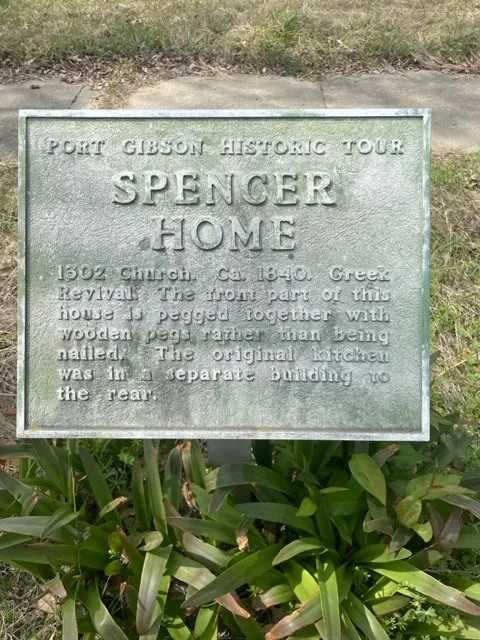 PORT GIBSON HISTORIC TOUR
SPENCER
HOME
1302 Church. Ca. 1840. Greek
Revival. The front part of this
house is pegged together with
wooden pegs rather than being
nailed. The original kitchen
was in a separate building to
the rear.